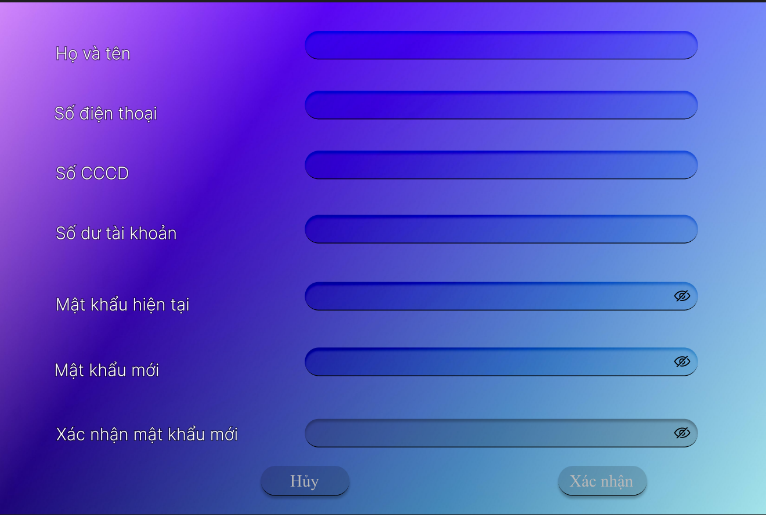 Họ và tên
Số điện thoại
Số CCCD
Số dư tài khoản
Mật khẩu hiện tại
Mật khẩu mới
Xác nhận mật khẩu mới
Hủy
Xác nhận